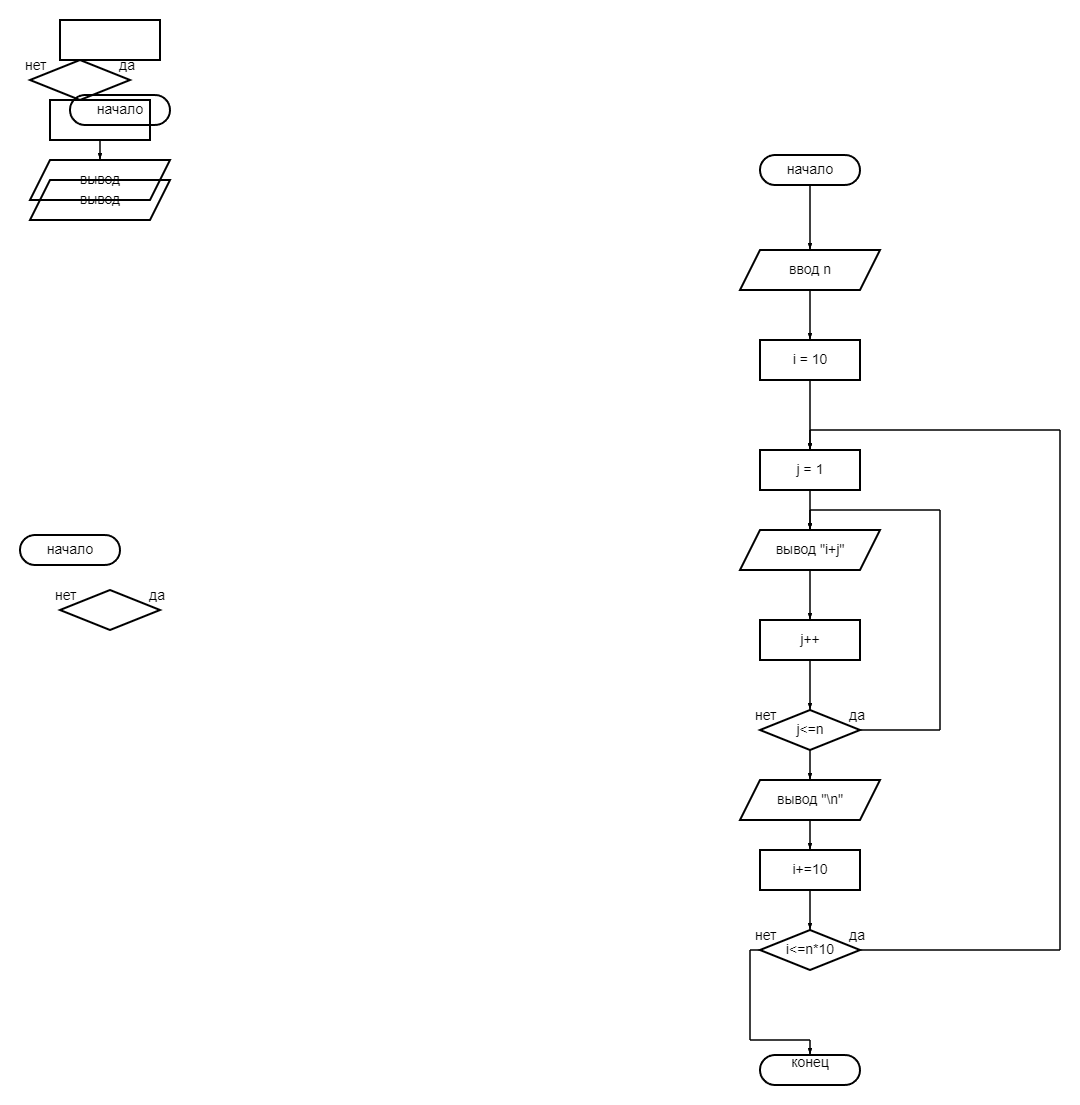 нет
да
начало
вывод
вывод
начало
нет
да
начало
ввод n
i = 10
j = 1
вывод "i+j"
j++
нет
да
j<=n
вывод "\n"
i+=10
нет
да
i<=n*10
конец